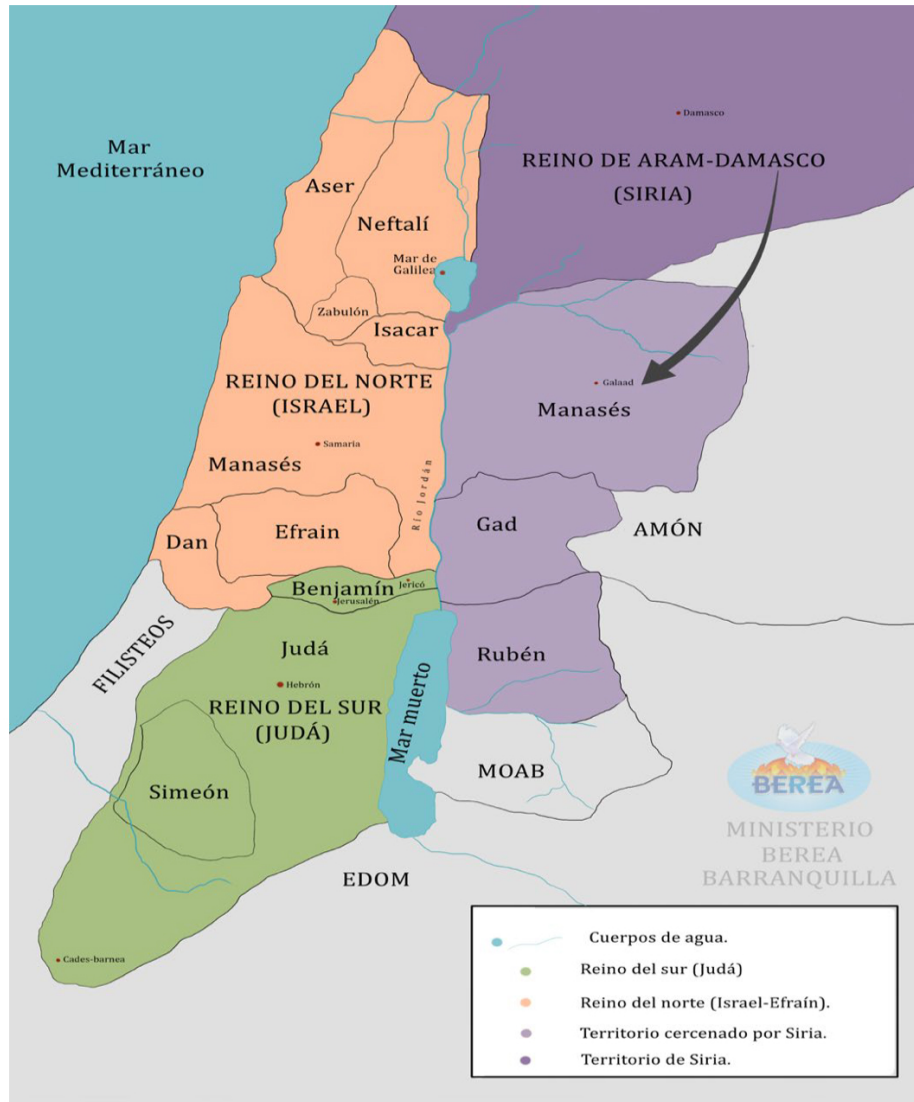 Damasco
REINO DE ARAM-DAMASCO
(SIRIA)
Mar
Mediterráneo
Aser
Neftalí
Mar de
Galilea
Zabulón
Isacar
REINO DEL NORTE
(ISRAEL)
Galaad
Manasés
Samaria
Manasés
Río Jordán
Dan
Efrain
Gad
AMÓN
Benjamín
Jericó
Jerusalén
FILISTEOS
Judá
Rubén
Hebrón
REINO DEL SUR
(JUDÁ)
Mar muerto
Simeón
MOAB
BEREA
MINISTERIO
BEREA
BARRANQUILLA
EDOM
Cades-barnea
Cuerpos de agua.
Reino del sur (Judá)
Reino del norte (Israel-Efraín).
Territorio cercenado por Siria.
Territorio de Siria.